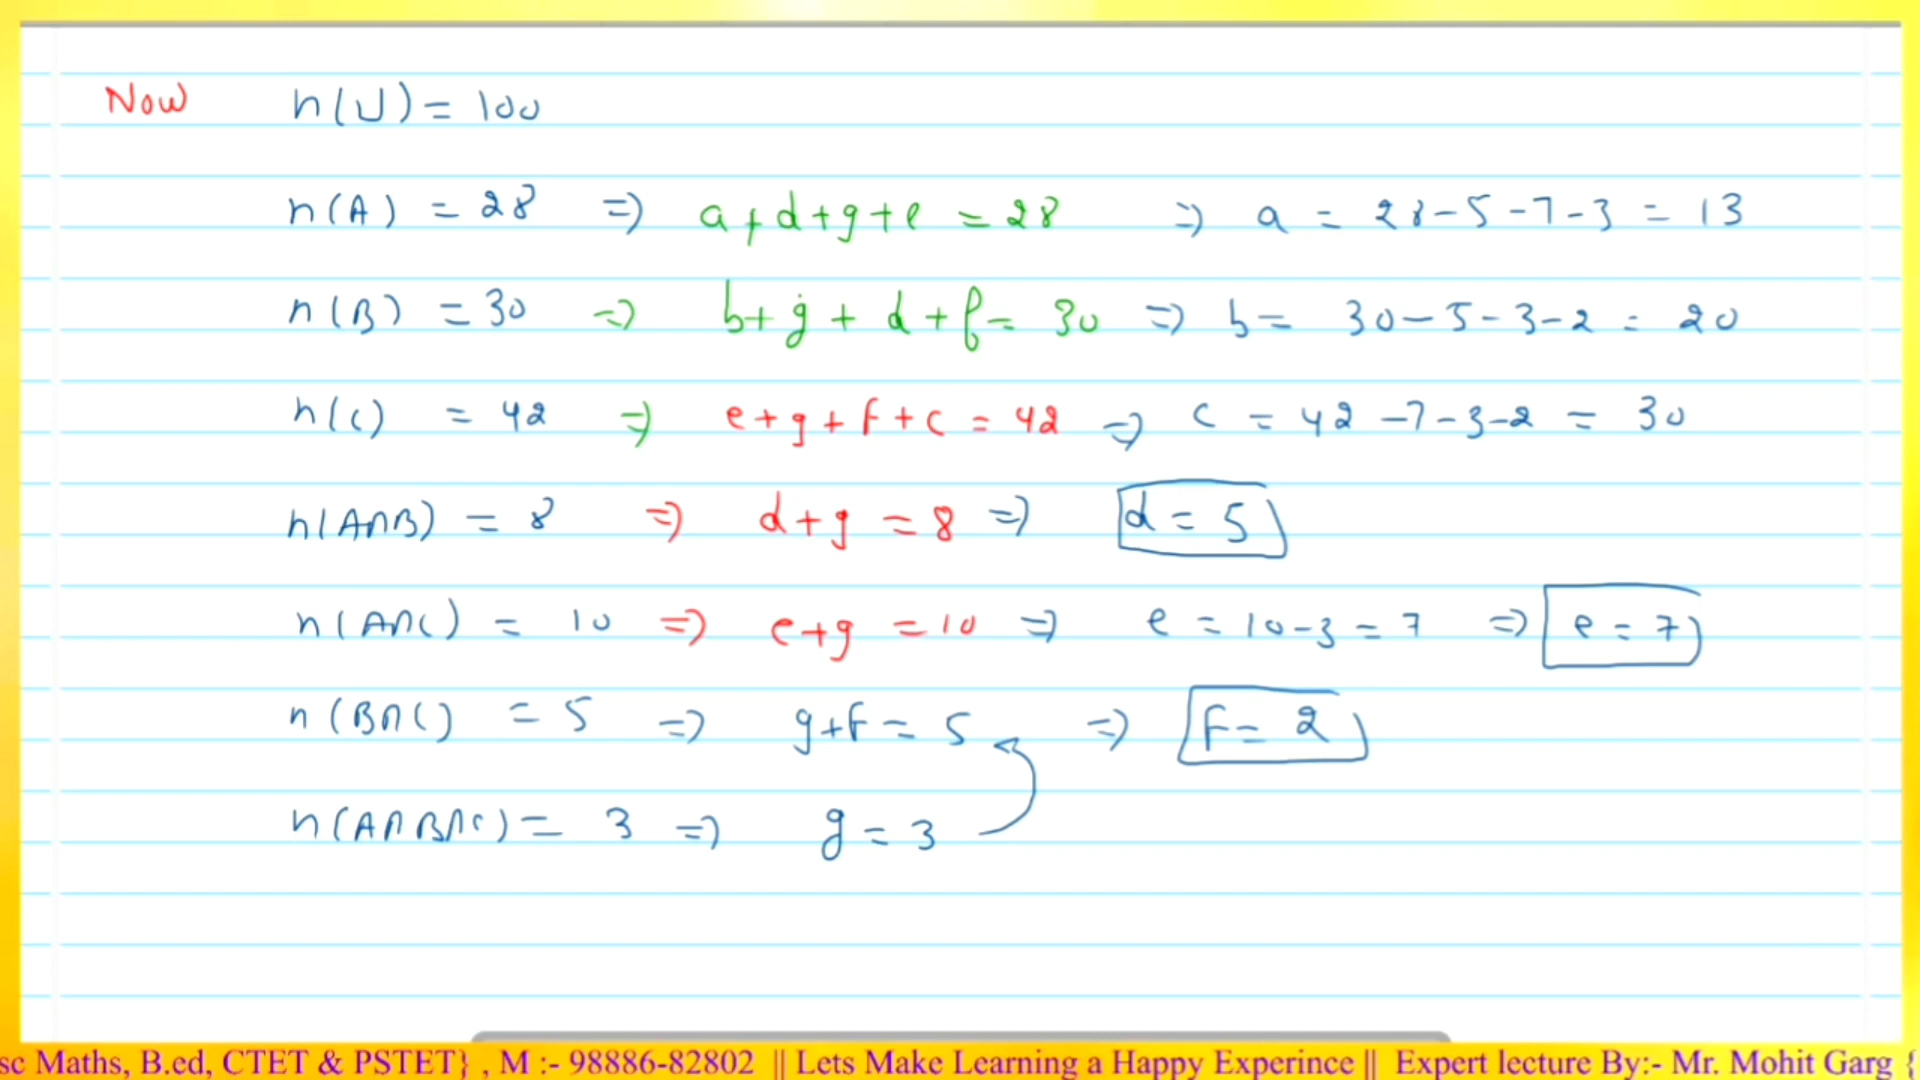 Now n(U) = 100
n(A) = 28 => a+d+g+e = 28 => a = 28-5-7-3 = 13
n(B) = 30 => b+g+d+f = 30 => b = 30-5-3-2 = 20
n(C) = 42 => e+g+f+c = 42 => c = 42-7-3-2 = 30
n(A∩B) = 8 => d+g = 8 => d = 5
n(A∩C) = 10 => e+g = 10 => e = 10-3 = 7 => e = 7
n(B∩C) = 5 => g+f = 5 => f = 2
n(A∩B∩C) = 3 => g = 3
sc Maths, B.ed, CTET & PSTET} , M :- 98886-82802 || Lets Make Learning a Happy Experince || Expert lecture By:- Mr. Mohit Garg {